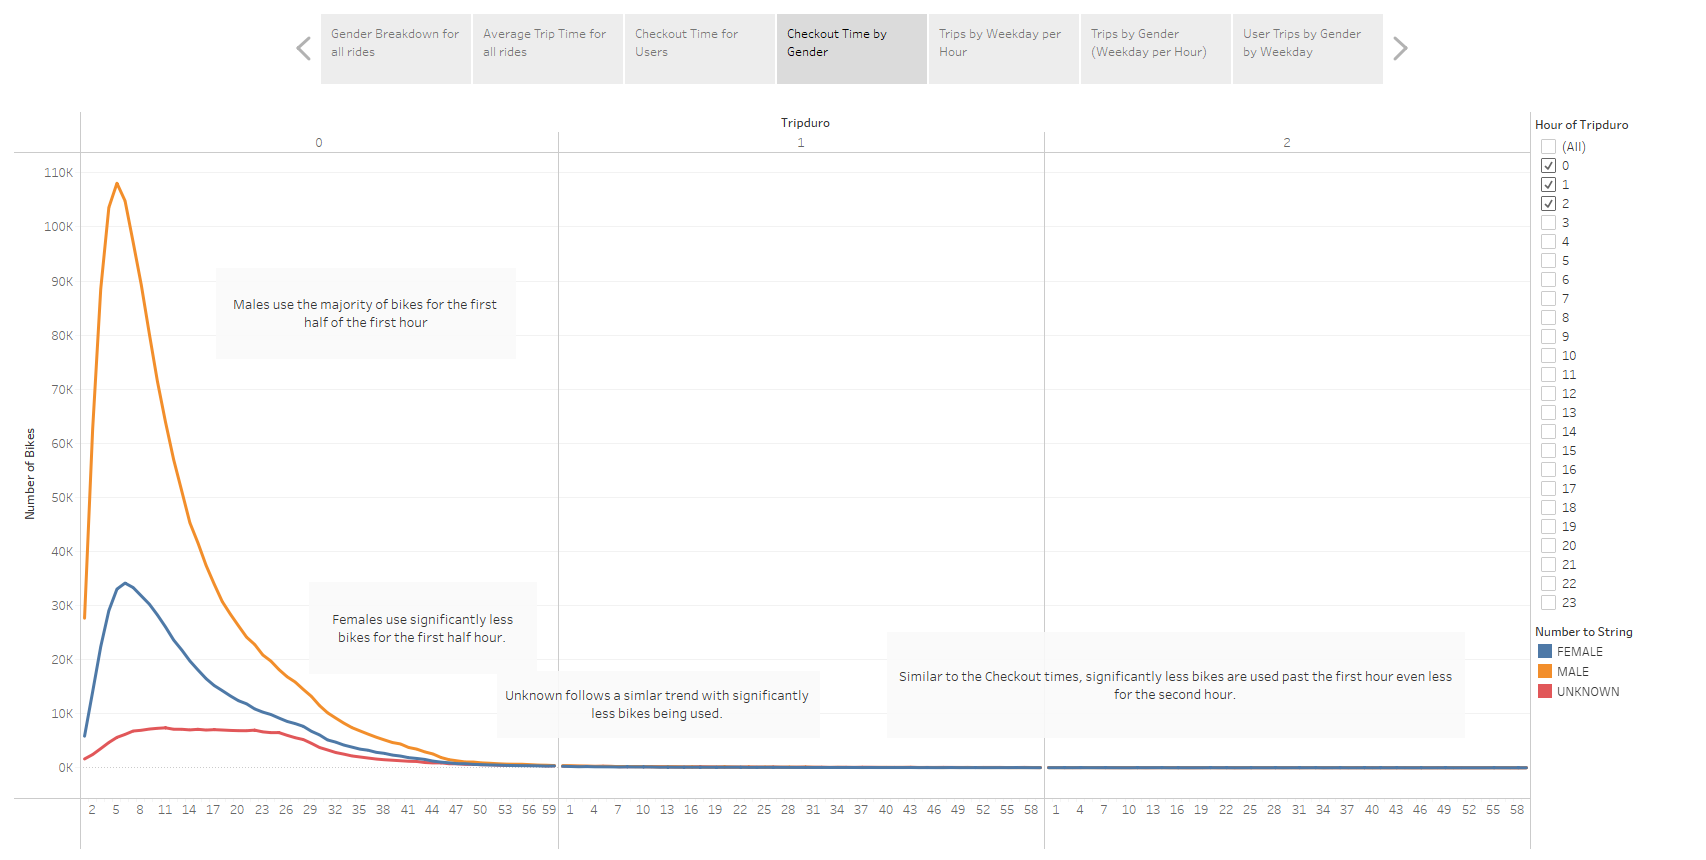 Gender Breakdown for
all rides
Average Trip Time for
all rides
Checkout Time for
Users
Checkout Time by
Gender
Trips by Weekday per
Hour
Trips by Gender
(Weekday per Hour)
User Trips by Gender
by Weekday
Tripduro
0 1 2
110K
100K
90K
80K
70K
60K
50K
40K
30K
20K
10K
0K
Number of Bikes
Males use the majority of bikes for the first
half of the first hour
Females use significantly less
bikes for the first half hour.
Unknown follows a simlar trend with significantly
less bikes being used.
Similar to the Checkout times, significantly less bikes are used past the first hour even less
for the second hour.
2 5 8 11 14 17 20 23 26 29 32 35 38 41 44 47 50 53 56 59 1 4 7 10 13 16 19 22 25 28 31 34 37 40 43 46 49 52 55 58 1 4 7 10 13 16 19 22 25 28 31 34 37 40 43 46 49 52 55 58
Hour of Tripduro
(All)
0
1
2
3
4
5
6
7
8
9
10
11
12
13
14
15
16
17
18
19
20
21
22
23
Number to String
FEMALE
MALE
UNKNOWN